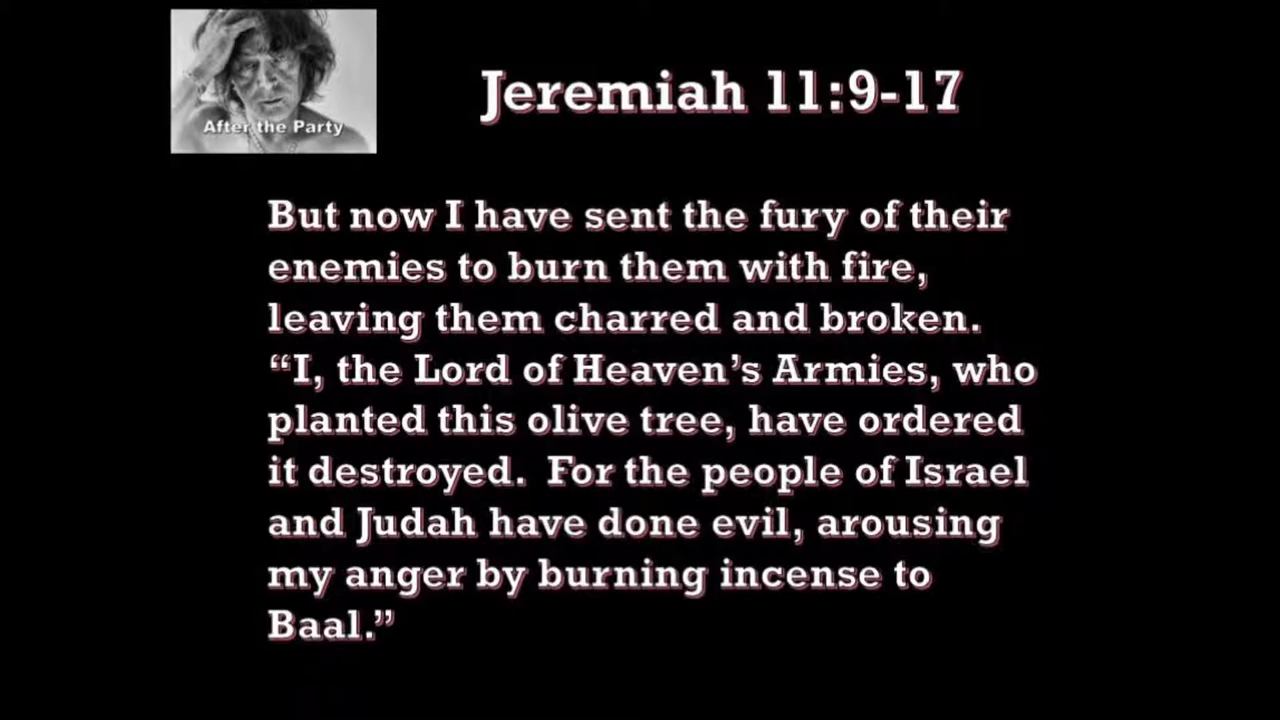 After the Party
Jeremiah 11:9-17
But now I have sent the fury of their
enemies to burn them with fire,
leaving them charred and broken.
“I, the Lord of Heaven’s Armies, who
planted this olive tree, have ordered
it destroyed.  For the people of Israel
and Judah have done evil, arousing
my anger by burning incense to
Baal.”